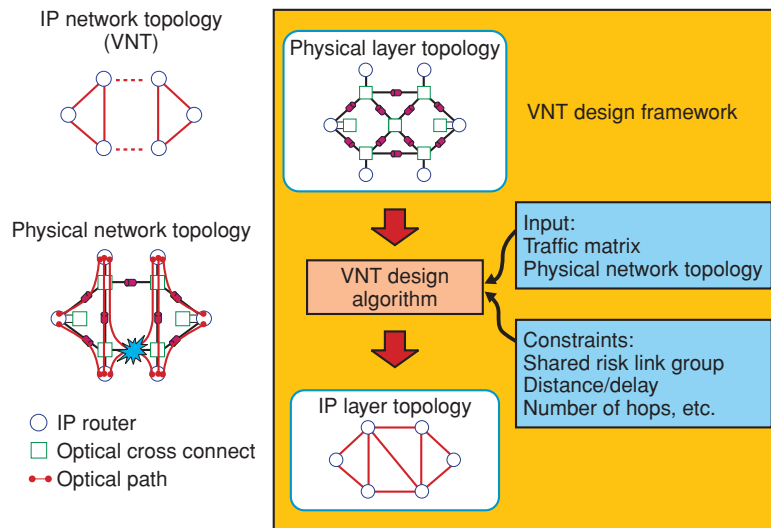 IP network topology
(VNT)
Physical network topology
IP router
Optical cross connect
Optical path
Physical layer topology
VNT design framework
VNT design
algorithm
Input:
Traffic matrix
Physical network topology
Constraints:
Shared risk link group
Distance/delay
Number of hops, etc.
IP layer topology